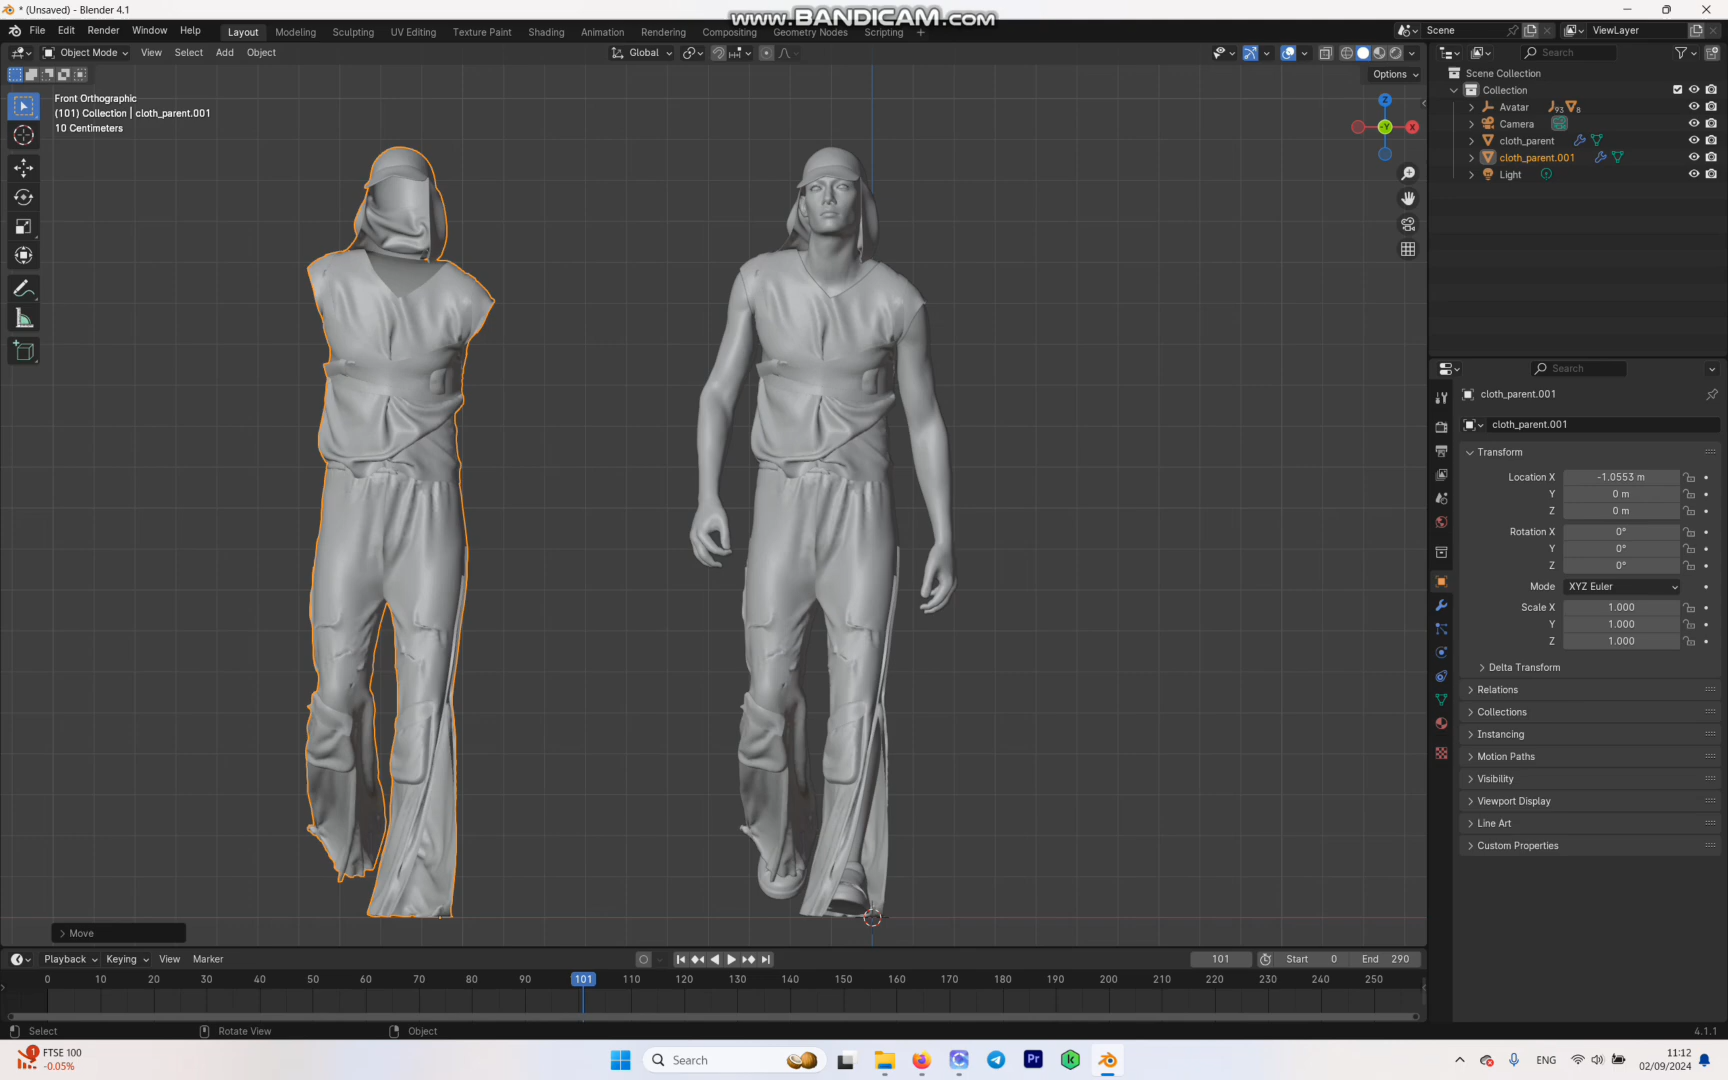 * (Unsaved) - Blender 4.1
www.BANDICAM.com
File Edit Render Window Help
Layout Modeling Sculpting UV Editing Texture Paint Shading Animation Rendering Compositing Geometry Nodes Scripting +
Scene
ViewLayer
Object Mode View Select Add Object
Global
Search
Options
Front Orthographic
(101) Collection | cloth_parent.001
10 Centimeters
Z
-Y
X
Scene Collection
Collection
Avatar 93 8
Camera
cloth_parent
cloth_parent.001
Light
Search
cloth_parent.001
cloth_parent.001
Transform
Location X -1.0553 m
Y 0 m
Z 0 m
Rotation X 0°
Y 0°
Z 0°
Mode XYZ Euler
Scale X 1.000
Y 1.000
Z 1.000
Delta Transform
Relations
Collections
Instancing
Motion Paths
Visibility
Viewport Display
Line Art
Custom Properties
Move
Playback Keying View Marker
101 Start 0 End 290
0 10 20 30 40 50 60 70 80 90 101 110 120 130 140 150 160 170 180 190 200 210 220 230 240 250
Select Rotate View Object
4.1.1
1
FTSE 100
-0.05%
Search
Pr
k
ENG
11:12
02/09/2024